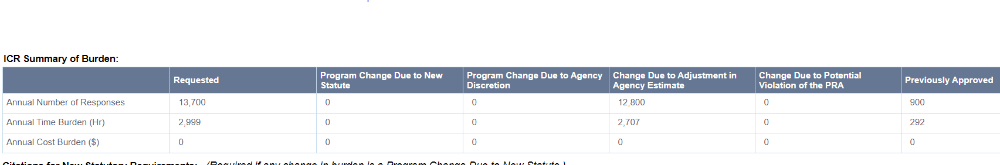 ICR Summary of Burden:
Requested
Program Change Due to New
Statute
Program Change Due to Agency
Discretion
Change Due to Adjustment in
Agency Estimate
Change Due to Potential
Violation of the PRA
Previously Approved
Annual Number of Responses 13,700 0 0 12,800 0 900
Annual Time Burden (Hr) 2,999 0 0 2,707 0 292
Annual Cost Burden ($) 0 0 0 0 0 0
Citations for New Statutory Requirements: (Required if any change in burden is a Program Change Due to New Statute.)